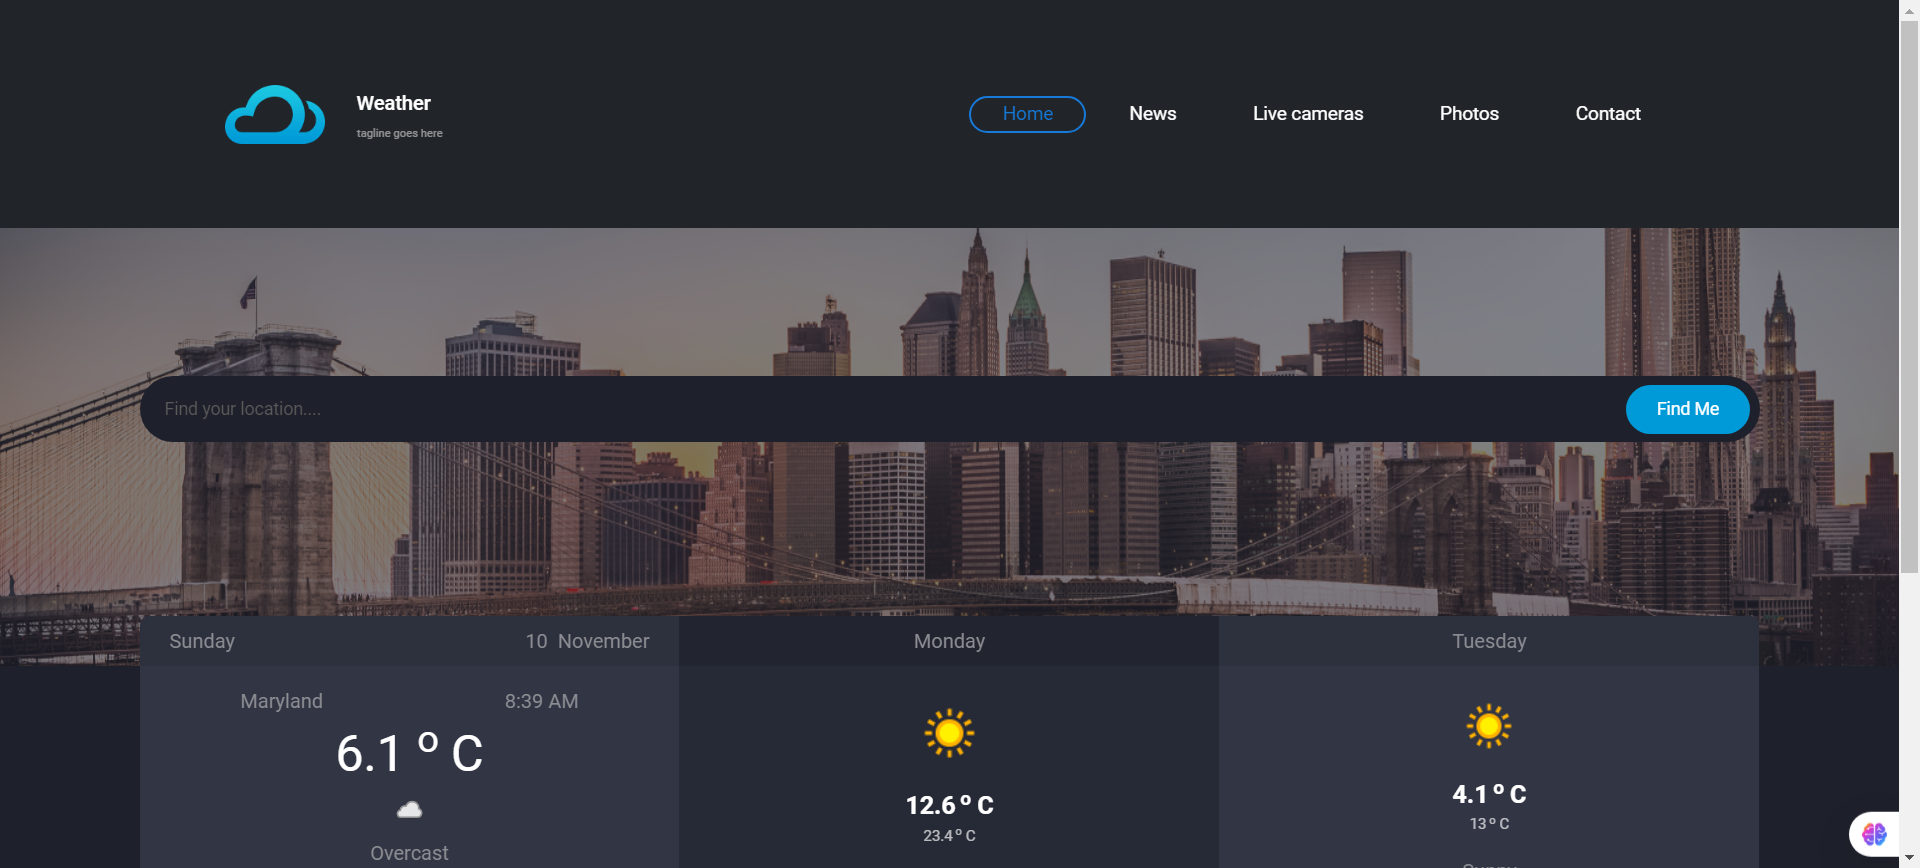 Weather
tagline goes here
Home News Live cameras Photos Contact
Find your location....
Find Me
Sunday 10 November
Maryland 8:39 AM
6.1 o C
Overcast
Monday
12.6 o C
23.4 o C
Tuesday
4.1 o C
13 o C